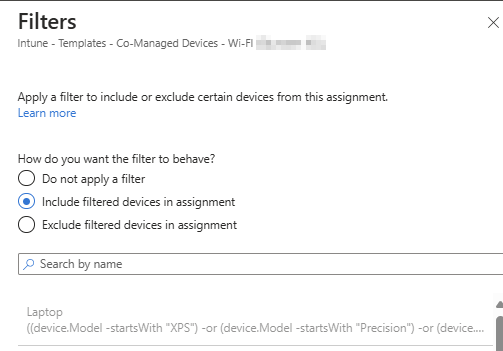 Filters
Intune - Templates - Co-Managed Devices - Wi-FI
Apply a filter to include or exclude certain devices from this assignment.
Learn more
How do you want the filter to behave?
Do not apply a filter
Include filtered devices in assignment
Exclude filtered devices in assignment
Search by name
Laptop
((device.Model -startsWith "XPS") -or (device.Model -startsWith "Precision") -or (device....